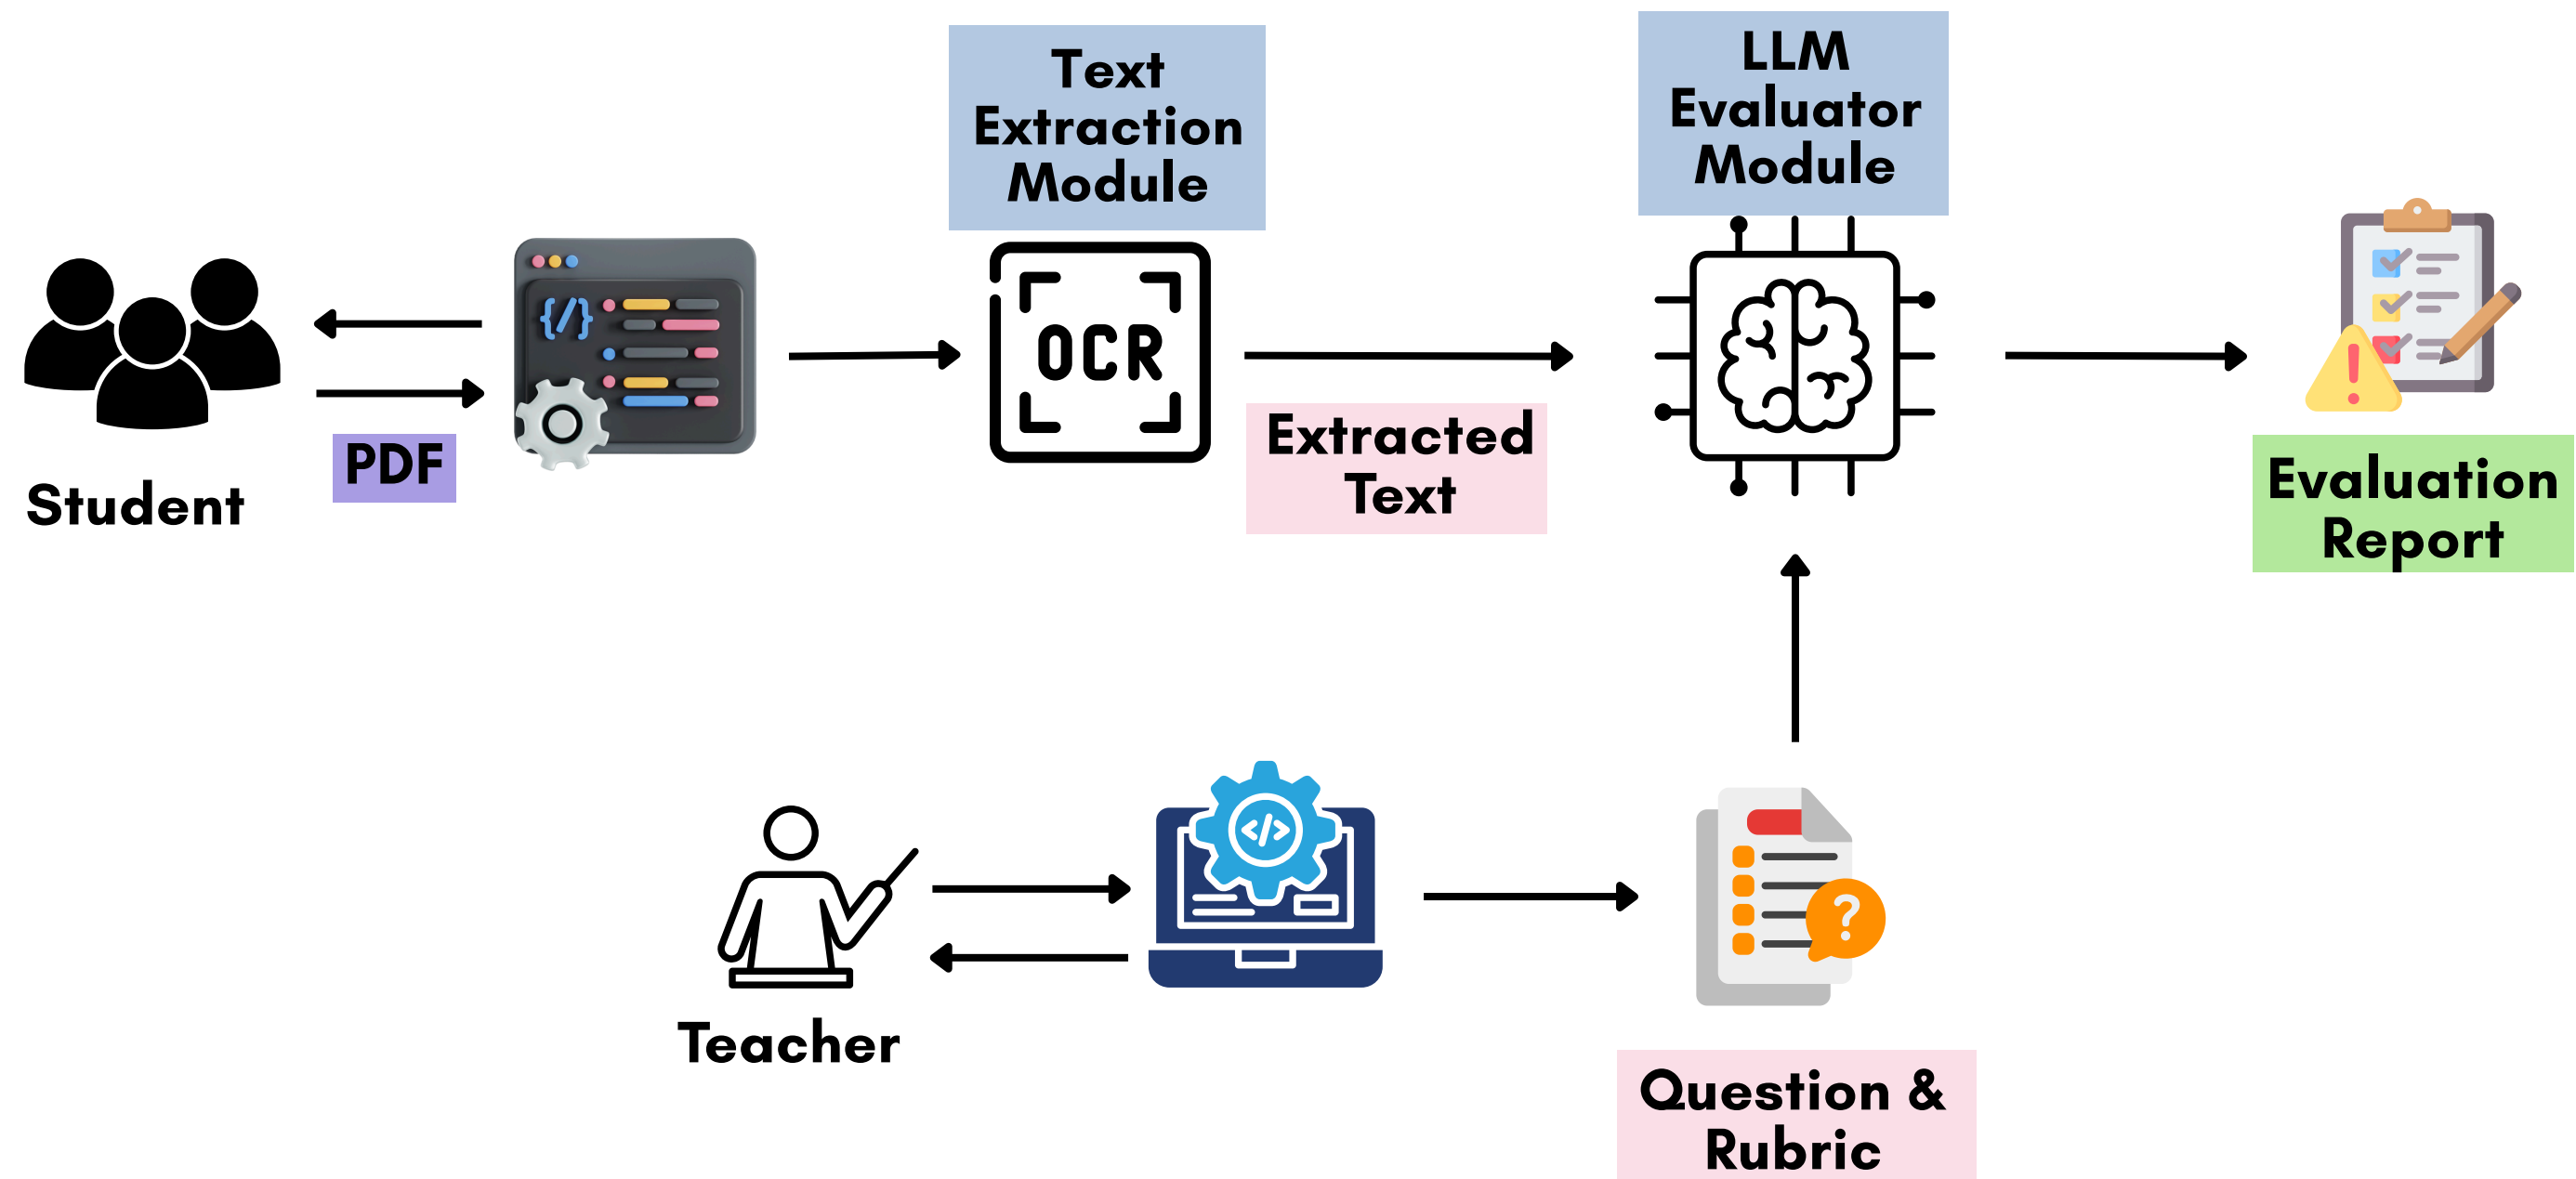 Text
Extraction
Module
LLM
Evaluator
Module
OCR
Student
PDF
Extracted
Text
Evaluation
Report
Teacher
Question &
Rubric